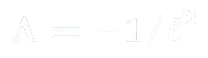 Λ = −1/ℓ²